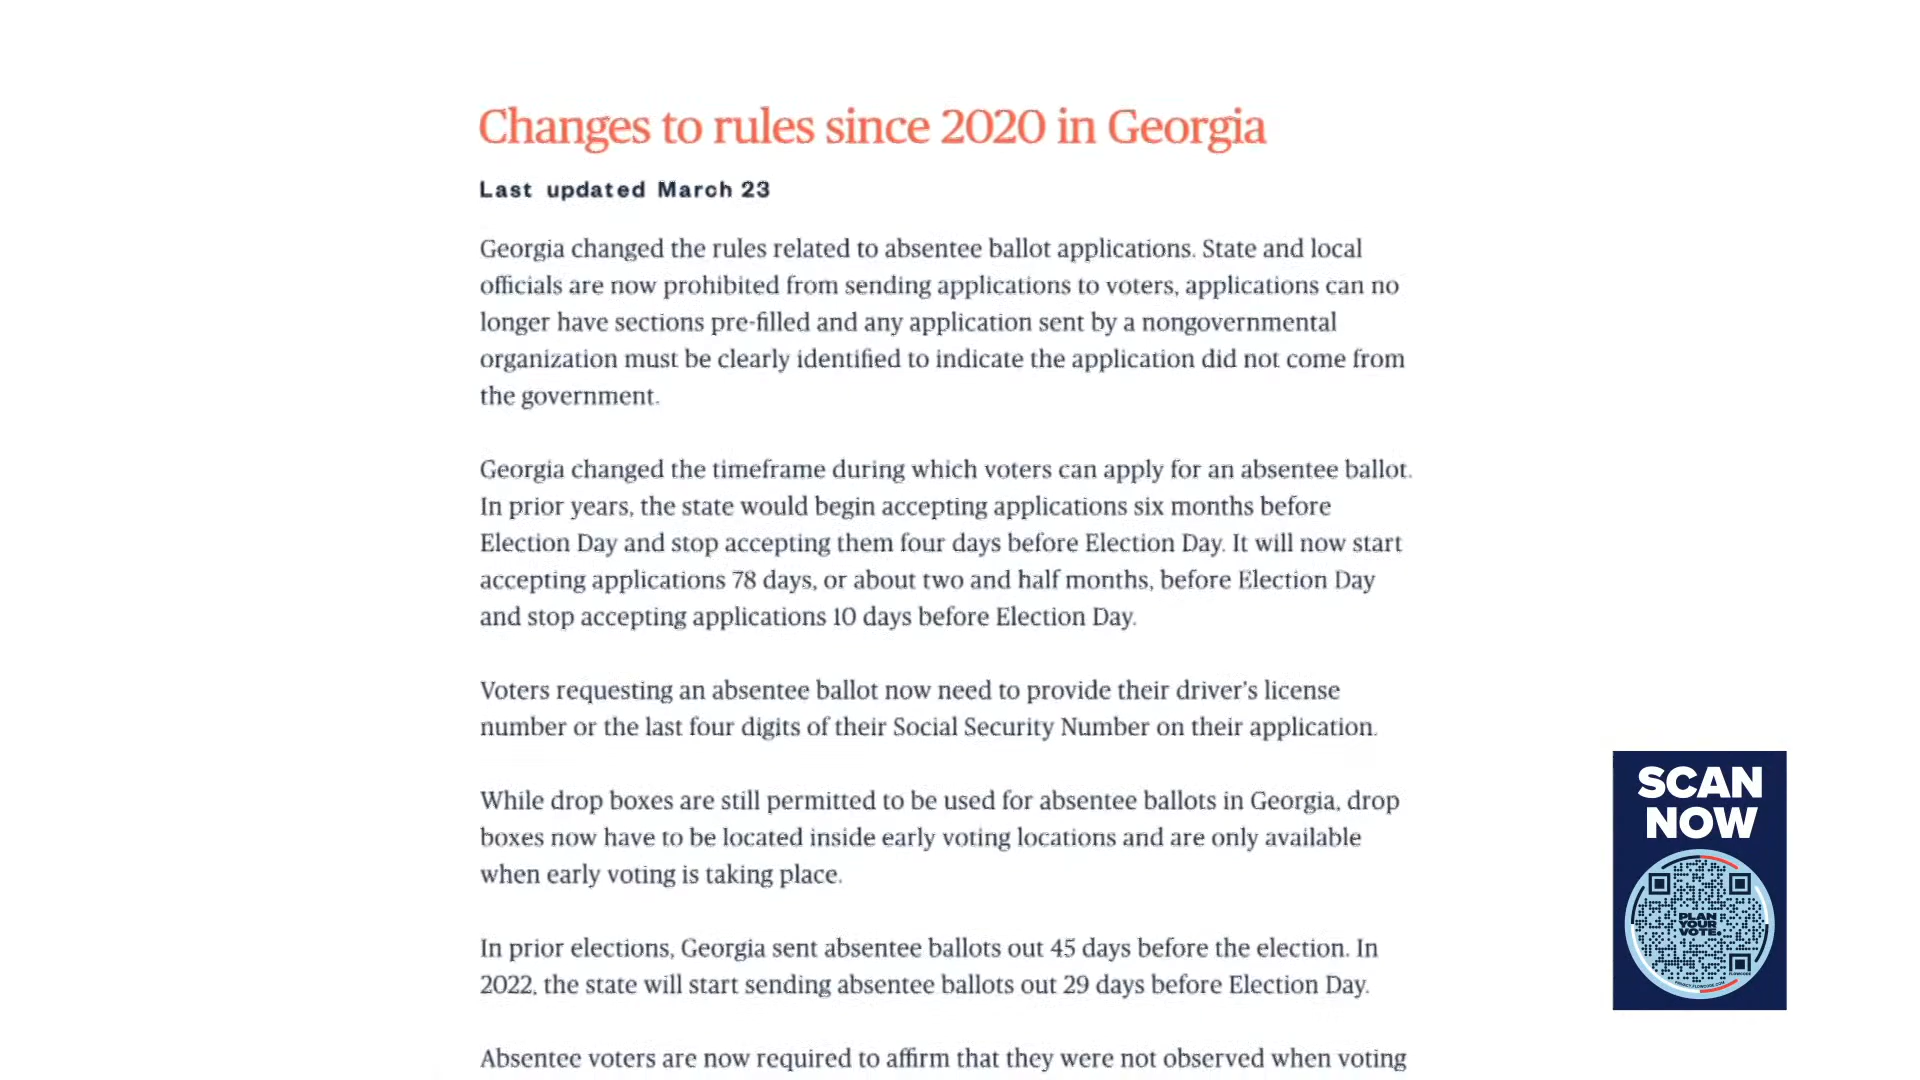 Changes to rules since 2020 in Georgia
Last updated March 23
Georgia changed the rules related to absentee ballot applications. State and local
officials are now prohibited from sending applications to voters, applications can no
longer have sections pre-filled and any application sent by a nongovernmental
organization must be clearly identified to indicate the application did not come from
the government.
Georgia changed the timeframe during which voters can apply for an absentee ballot.
In prior years, the state would begin accepting applications six months before
Election Day and stop accepting them four days before Election Day. It will now start
accepting applications 78 days, or about two and half months, before Election Day
and stop accepting applications 10 days before Election Day.
Voters requesting an absentee ballot now need to provide their driver's license
number or the last four digits of their Social Security Number on their application.
While drop boxes are still permitted to be used for absentee ballots in Georgia, drop
boxes now have to be located inside early voting locations and are only available
when early voting is taking place.
In prior elections, Georgia sent absentee ballots out 45 days before the election. In
2022, the state will start sending absentee ballots out 29 days before Election Day.
Absentee voters are now required to affirm that they were not observed when voting
SCAN
NOW
PLAN
YOUR
VOTE.